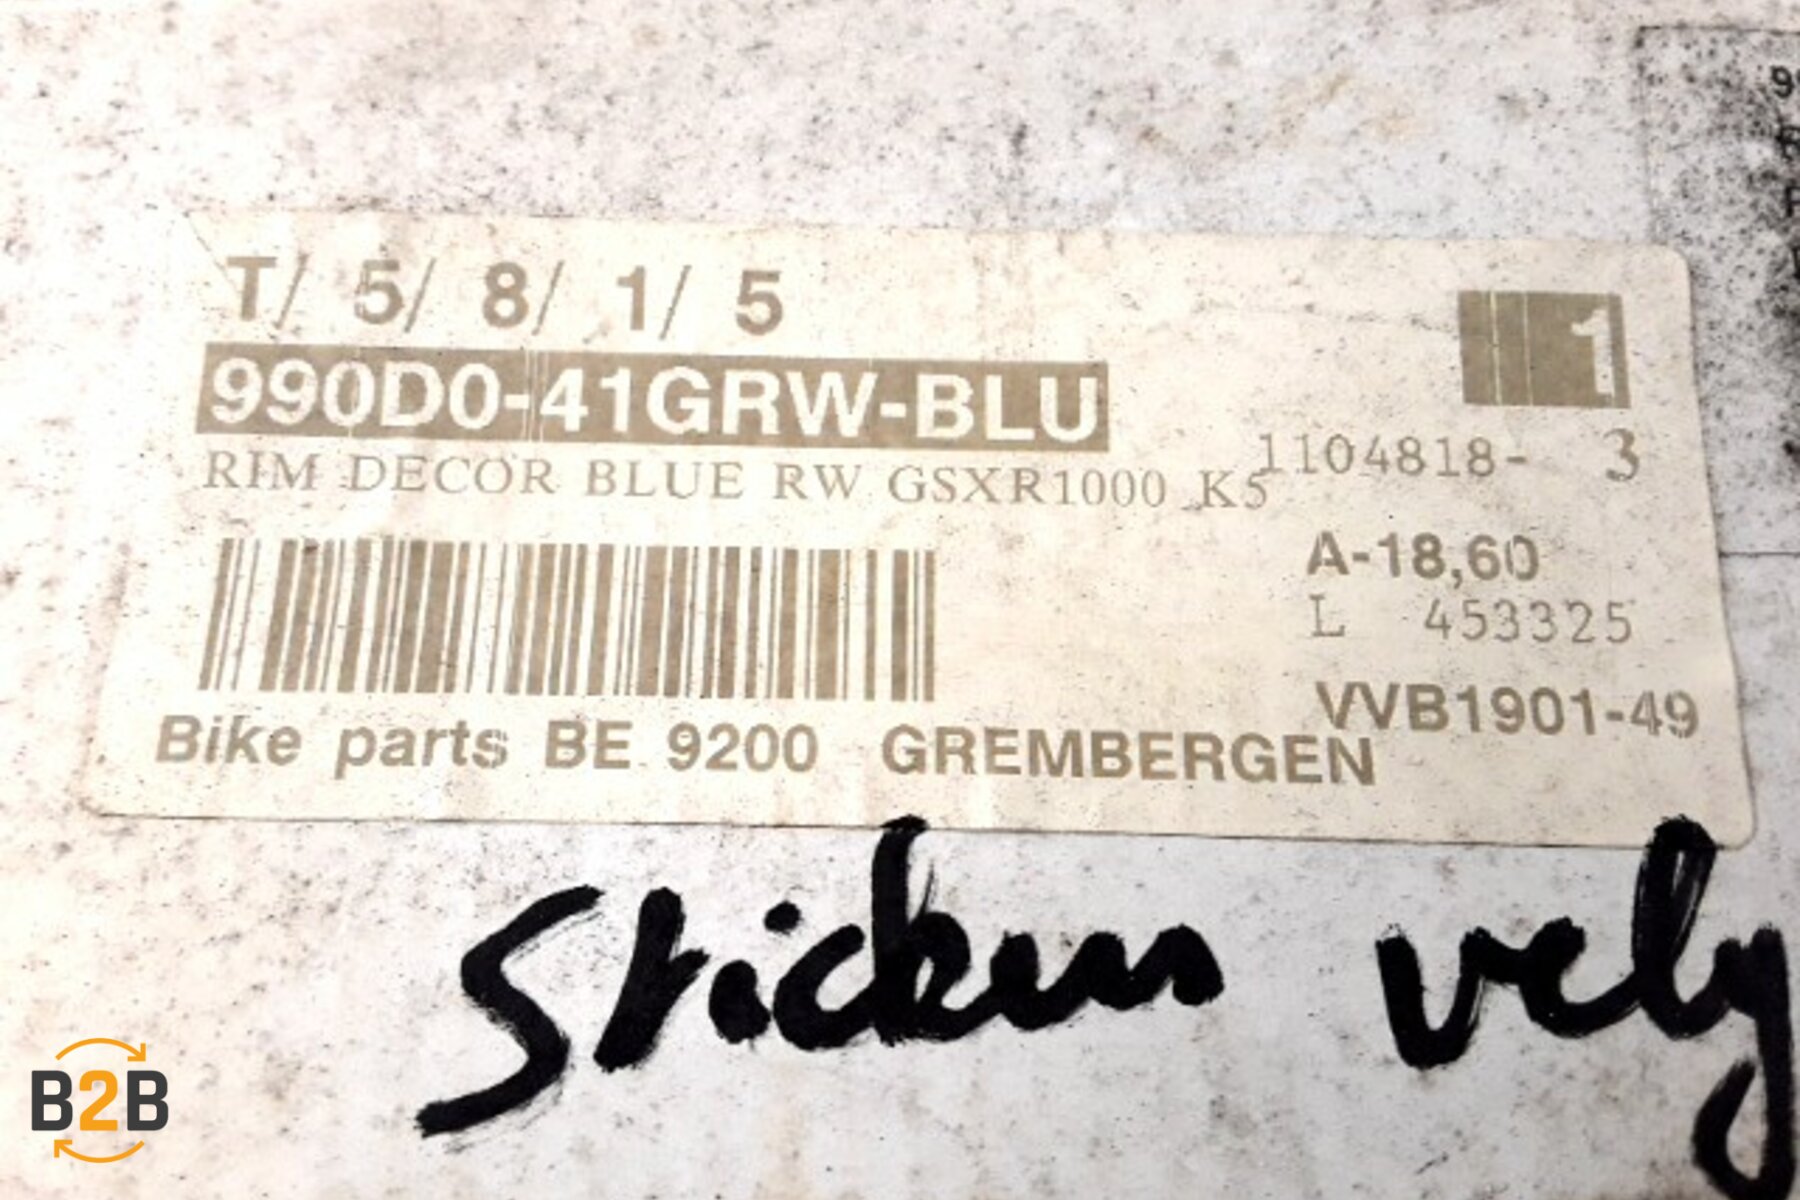 T/ 5/ 8/ 1/ 5
1
990D0-41GRW-BLU
RIM DECOR BLUE RW GSXR1000 K5
1104818- 3
A-18,60
L 453325
VVB1901-49
Bike parts BE 9200 GREMBERGEN
Stickers velg
B2B